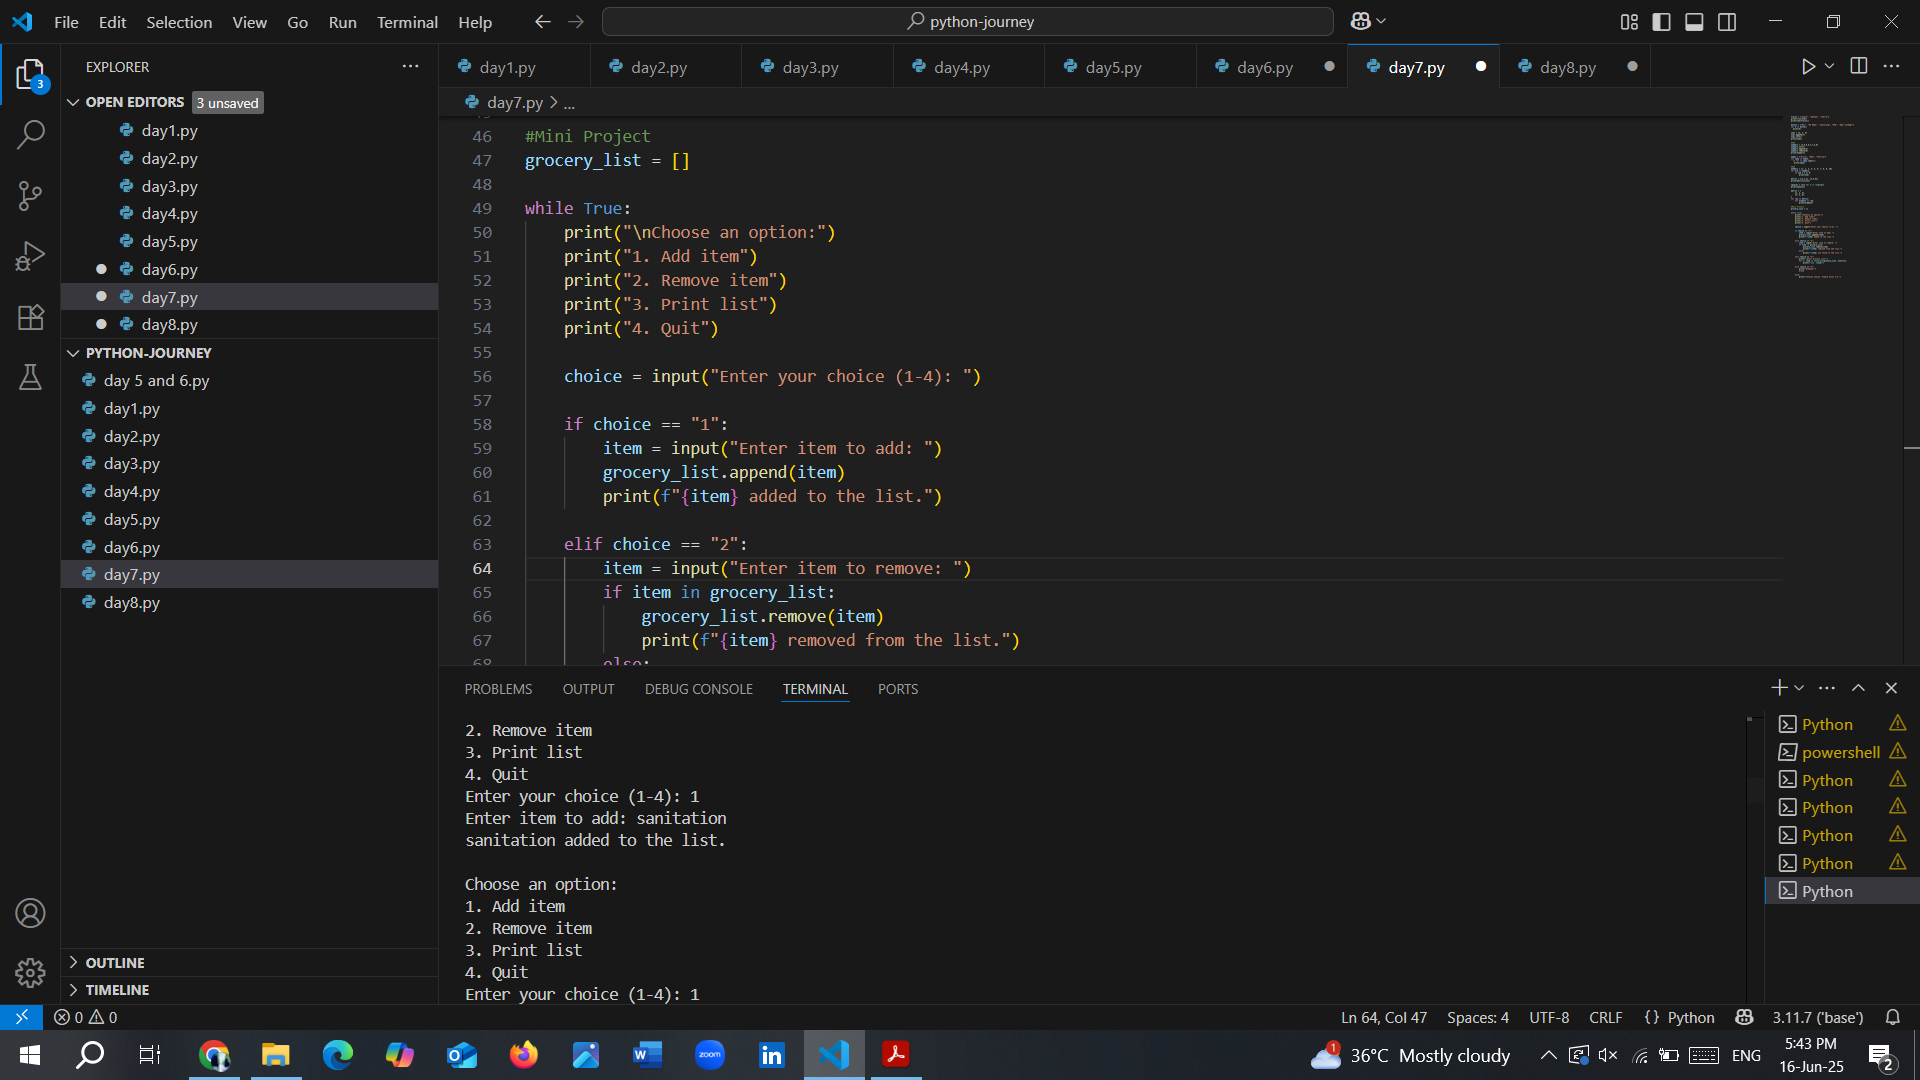 File Edit Selection View Go Run Terminal Help
python-journey
EXPLORER
OPEN EDITORS 3 unsaved
day1.py
day2.py
day3.py
day4.py
day5.py
day6.py
day7.py
day8.py
PYTHON-JOURNEY
day 5 and 6.py
day1.py
day2.py
day3.py
day4.py
day5.py
day6.py
day7.py
day8.py
OUTLINE
TIMELINE
3
day1.py day2.py day3.py day4.py day5.py day6.py day7.py day8.py
day7.py > ...
46 #Mini Project
47 grocery_list = []
48
49 while True:
50     print("\nChoose an option:")
51     print("1. Add item")
52     print("2. Remove item")
53     print("3. Print list")
54     print("4. Quit")
55
56     choice = input("Enter your choice (1-4): ")
57
58     if choice == "1":
59         item = input("Enter item to add: ")
60         grocery_list.append(item)
61         print(f"{item} added to the list.")
62
63     elif choice == "2":
64         item = input("Enter item to remove: ")
65         if item in grocery_list:
66             grocery_list.remove(item)
67             print(f"{item} removed from the list.")
68         else:
PROBLEMS OUTPUT DEBUG CONSOLE TERMINAL PORTS
2. Remove item
3. Print list
4. Quit
Enter your choice (1-4): 1
Enter item to add: sanitation
sanitation added to the list.
Choose an option:
1. Add item
2. Remove item
3. Print list
4. Quit
Enter your choice (1-4): 1
Python
powershell
Python
Python
Python
Python
Python
0 0
Ln 64, Col 47 Spaces: 4 UTF-8 CRLF {} Python 3.11.7 ('base')
zoom
1
36°C Mostly cloudy
ENG
5:43 PM
16-Jun-25
2